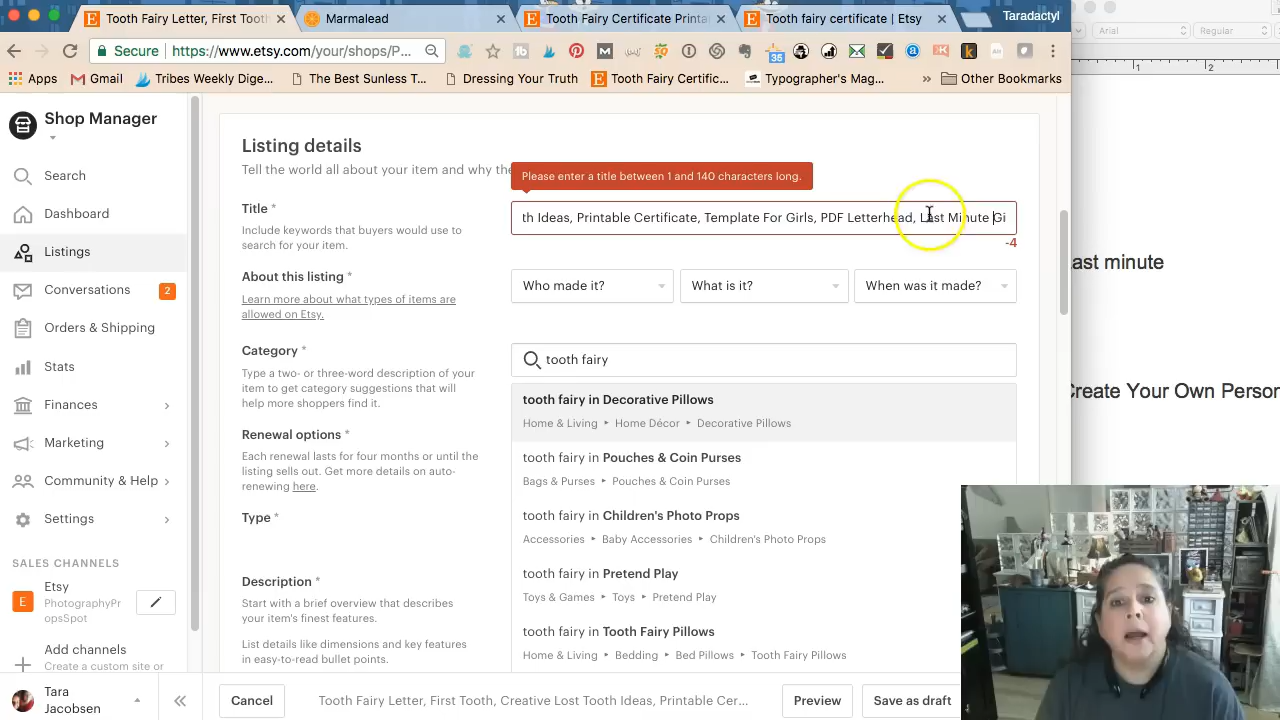 Tooth Fairy Letter, First Tooth
Marmalead
Tooth Fairy Certificate Printa
Tooth fairy certificate | Etsy
Taradactyl
Secure
https://www.etsy.com/your/shops/P...
35
Apps
Gmail
Tribes Weekly Dige...
The Best Sunless T...
Dressing Your Truth
Tooth Fairy Certific...
Typographer's Mag...
»
Other Bookmarks
Arial
Regular
1
2
Shop Manager
Search
Dashboard
Listings
Conversations
2
Orders & Shipping
Stats
Finances
Marketing
Community & Help
Settings
SALES CHANNELS
E
Etsy
PhotographyPr
opsSpot
Add channels
Create a custom site or
Tara
Jacobsen
Listing details
Tell the world all about your item and why the
Please enter a title between 1 and 140 characters long.
Title *
Include keywords that buyers would use to
search for your item.
th Ideas, Printable Certificate, Template For Girls, PDF Letterhead, Last Minute Gi
-4
About this listing *
Learn more about what types of items are
allowed on Etsy.
Who made it?
What is it?
When was it made?
Category *
Type a two- or three-word description of your
item to get category suggestions that will
help more shoppers find it.
tooth fairy
tooth fairy in Decorative Pillows
Home & Living ▸ Home Décor ▸ Decorative Pillows
Renewal options *
Each renewal lasts for four months or until the
listing sells out. Get more details on auto-
renewing here.
tooth fairy in Pouches & Coin Purses
Bags & Purses ▸ Pouches & Coin Purses
Type *
tooth fairy in Children's Photo Props
Accessories ▸ Baby Accessories ▸ Children's Photo Props
Description *
Start with a brief overview that describes
your item's finest features.
List details like dimensions and key features
in easy-to-read bullet points.
tooth fairy in Pretend Play
Toys & Games ▸ Toys ▸ Pretend Play
tooth fairy in Tooth Fairy Pillows
Home & Living ▸ Bedding ▸ Bed Pillows ▸ Tooth Fairy Pillows
Cancel
Tooth Fairy Letter, First Tooth, Creative Lost Tooth Ideas, Printable Cer...
Preview
Save as draft
ast minute
Create Your Own Person